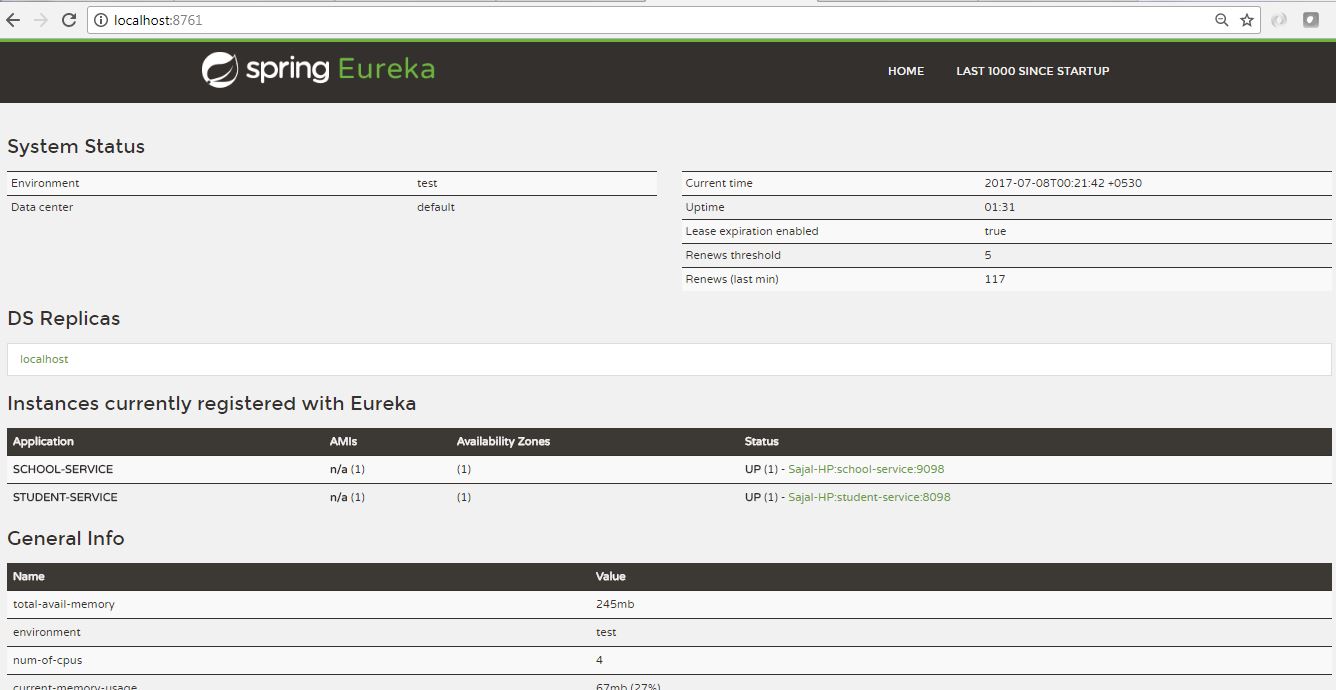 localhost:8761
spring Eureka
HOME LAST 1000 SINCE STARTUP
System Status
Environment test
Data center default
Current time 2017-07-08T00:21:42 +0530
Uptime 01:31
Lease expiration enabled true
Renews threshold 5
Renews (last min) 117
DS Replicas
localhost
Instances currently registered with Eureka
Application AMIs Availability Zones Status
SCHOOL-SERVICE n/a (1) (1) UP (1) - Sajal-HP:school-service:9098
STUDENT-SERVICE n/a (1) (1) UP (1) - Sajal-HP:student-service:8098
General Info
Name Value
total-avail-memory 245mb
environment test
num-of-cpus 4
current-memory-usage 67mb (27%)